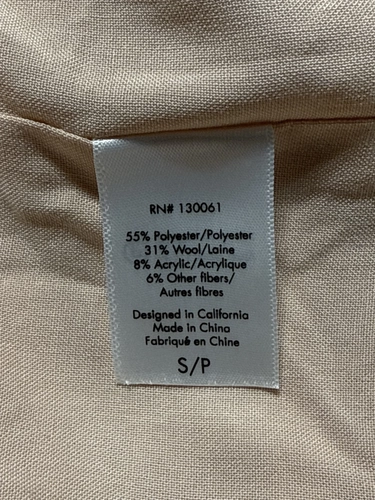 RN# 130061
55% Polyester/Polyester
31% Wool/Laine
8% Acrylic/Acrylique
6% Other fibers/
Autres fibres
Designed in California
Made in China
Fabriqué en Chine
S/P